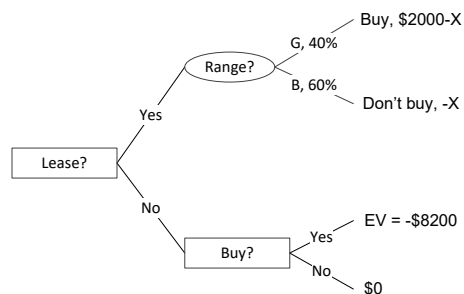 Buy, $2000-X
G, 40%
Range?
B, 60%
Don't buy, -X
Yes
Lease?
No
EV = -$8200
Yes
Buy?
No
$0